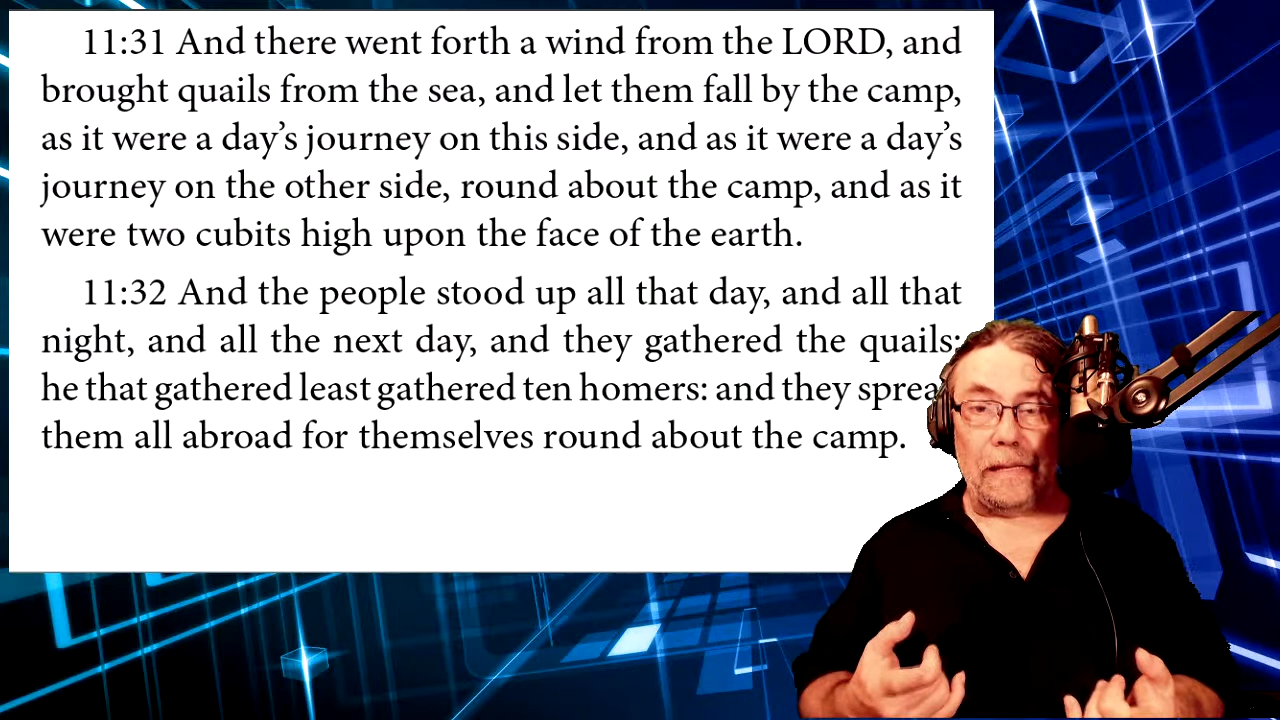 11:31 And there went forth a wind from the LORD, and
brought quails from the sea, and let them fall by the camp,
as it were a day’s journey on this side, and as it were a day’s
journey on the other side, round about the camp, and as it
were two cubits high upon the face of the earth.
11:32 And the people stood up all that day, and all that
night, and all the next day, and they gathered the quails:
he that gathered least gathered ten homers: and they
them all abroad for themselves round about the camp.